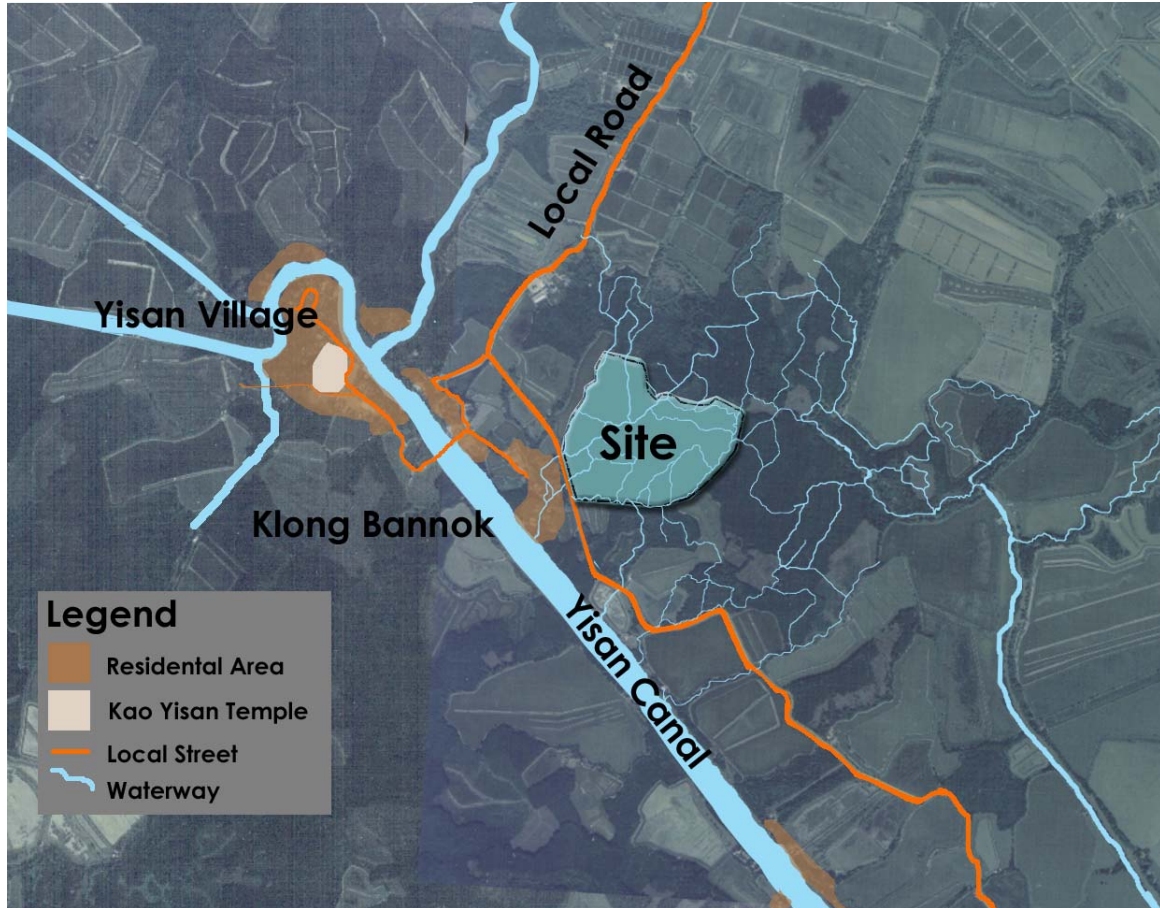 Local Road
Yisan Village
Site
Klong Bannok
Yisan Canal
Legend
Residental Area
Kao Yisan Temple
Local Street
Waterway